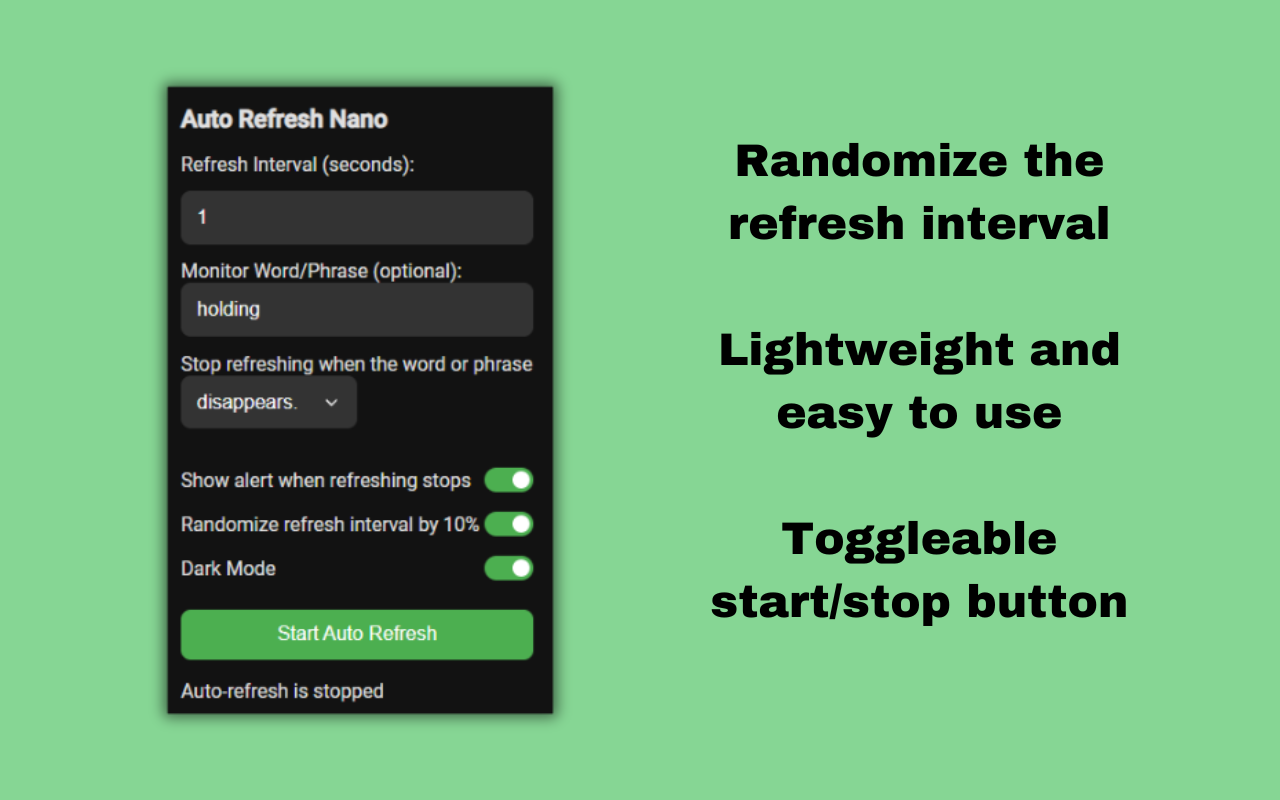 Auto Refresh Nano
Refresh Interval (seconds):
1
Monitor Word/Phrase (optional):
holding
Stop refreshing when the word or phrase
disappears.
Show alert when refreshing stops
Randomize refresh interval by 10%
Dark Mode
Start Auto Refresh
Auto-refresh is stopped
Randomize the
refresh interval
Lightweight and
easy to use
Toggleable
start/stop button